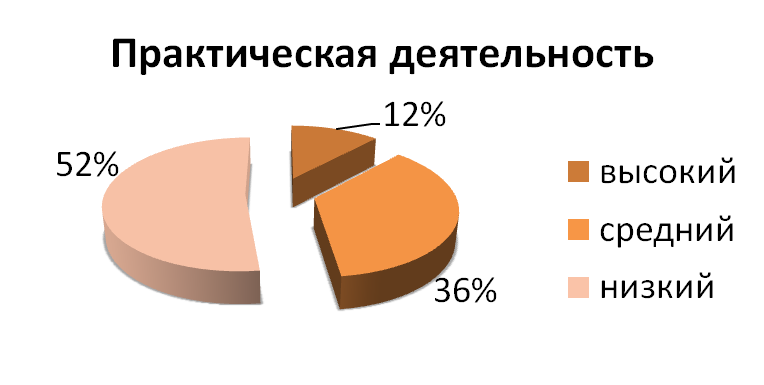 Практическая деятельность
12%
52%
36%
высокий
средний
низкий